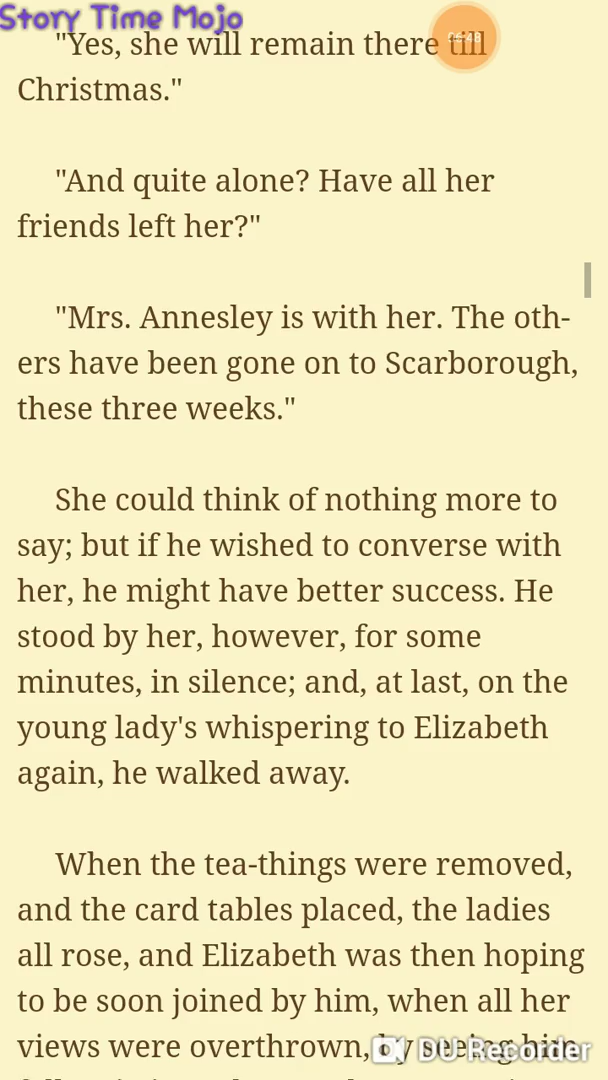 Story Time Mojo
"Yes, she will remain there till
06:48
Christmas."
"And quite alone? Have all her
friends left her?"
"Mrs. Annesley is with her. The oth-
ers have been gone on to Scarborough,
these three weeks."
She could think of nothing more to
say; but if he wished to converse with
her, he might have better success. He
stood by her, however, for some
minutes, in silence; and, at last, on the
young lady's whispering to Elizabeth
again, he walked away.
When the tea-things were removed,
and the card tables placed, the ladies
all rose, and Elizabeth was then hoping
to be soon joined by him, when all her
views were overthrown, by seeing him
DU Recorder